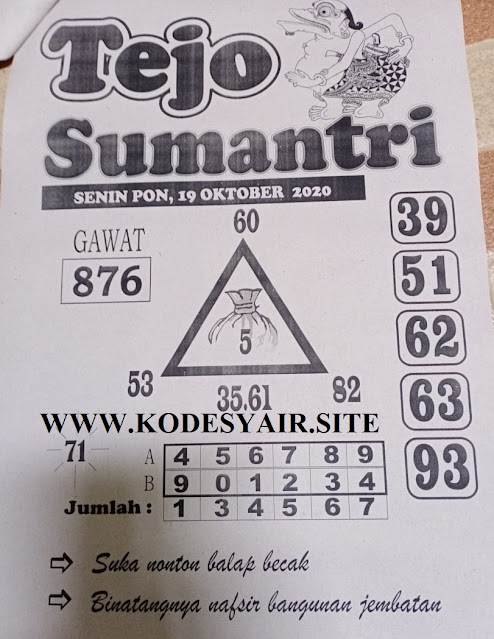 Tejo
Sumantri
SENIN PON, 19 OKTOBER 2020
GAWAT
876
60
5
53
35.61
82
39
51
62
63
93
WWW.KODESYAIR.SITE
71
A 4 5 6 7 8 9
B 9 0 1 2 3 4
Jumlah : 1 3 4 5 6 7
⇨ Suka nonton balap becak
⇨ Binatangnya nafsir bangunan jembatan